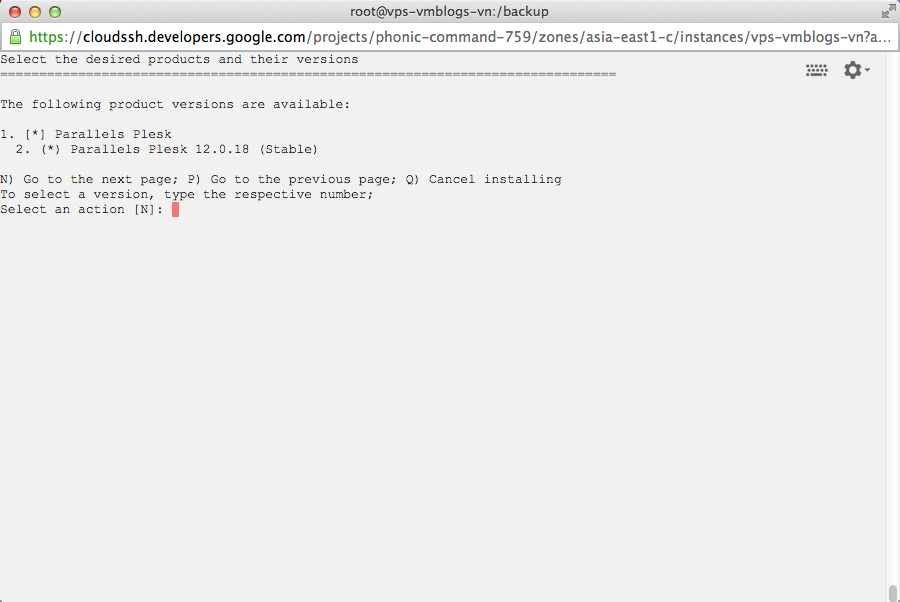 root@vps-vmblogs-vn:/backup
https://cloudssh.developers.google.com/projects/phonic-command-759/zones/asia-east1-c/instances/vps-vmblogs-vn?a...
Select the desired products and their versions
===============================================================================
The following product versions are available:
1. [*] Parallels Plesk
2. (*) Parallels Plesk 12.0.18 (Stable)
N) Go to the next page; P) Go to the previous page; Q) Cancel installing
To select a version, type the respective number;
Select an action [N]: